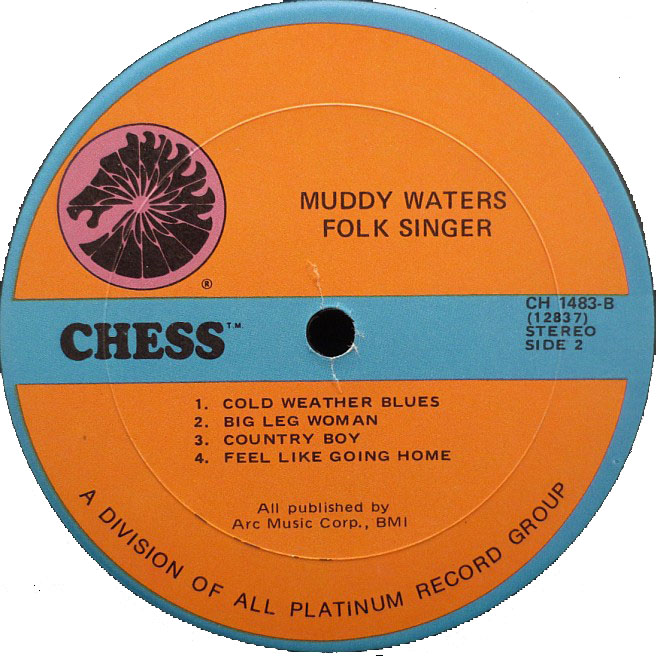 MUDDY WATERS
FOLK SINGER
®
CHESS™
CH 1483-B
(12837)
STEREO
SIDE 2
1. COLD WEATHER BLUES
2. BIG LEG WOMAN
3. COUNTRY BOY
4. FEEL LIKE GOING HOME
All published by
Arc Music Corp., BMI
A DIVISION OF ALL PLATINUM RECORD GROUP